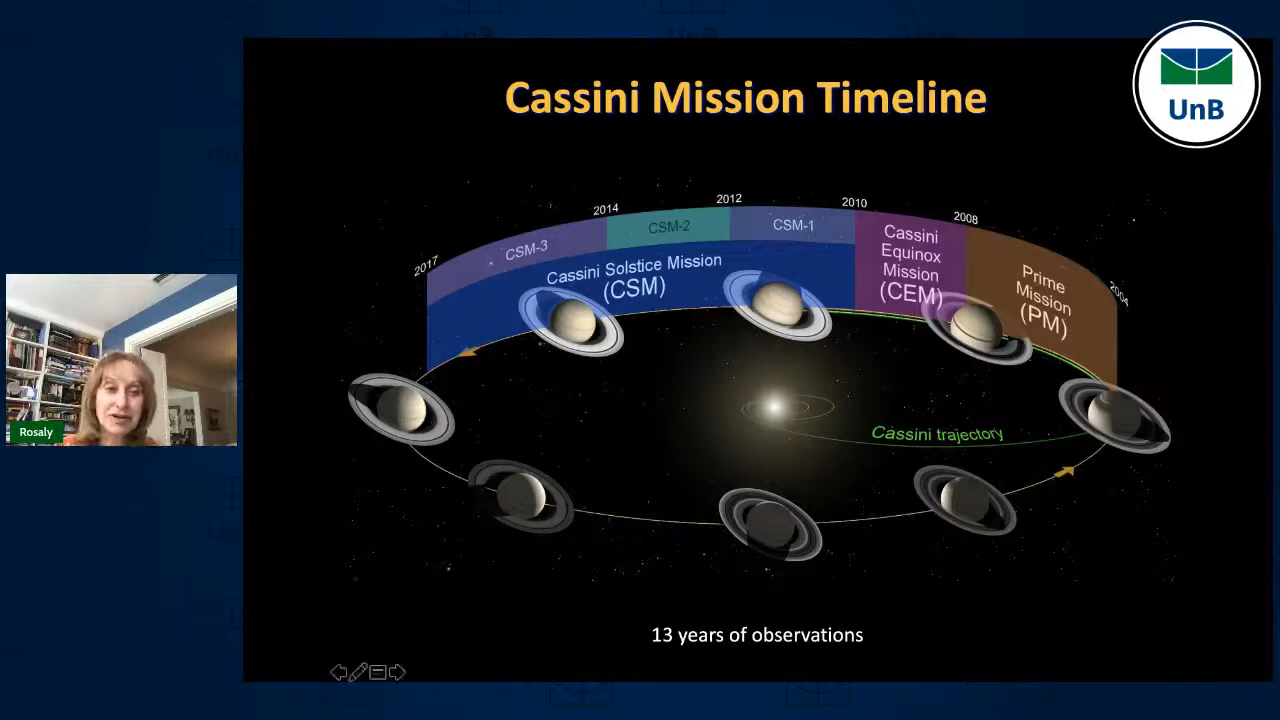 Cassini Mission Timeline
UnB
2017
2014
2012
2010
2008
2004
CSM-3
CSM-2
CSM-1
Cassini Solstice Mission
(CSM)
Cassini
Equinox
Mission
(CEM)
Prime
Mission
(PM)
Cassini trajectory
Rosaly
13 years of observations